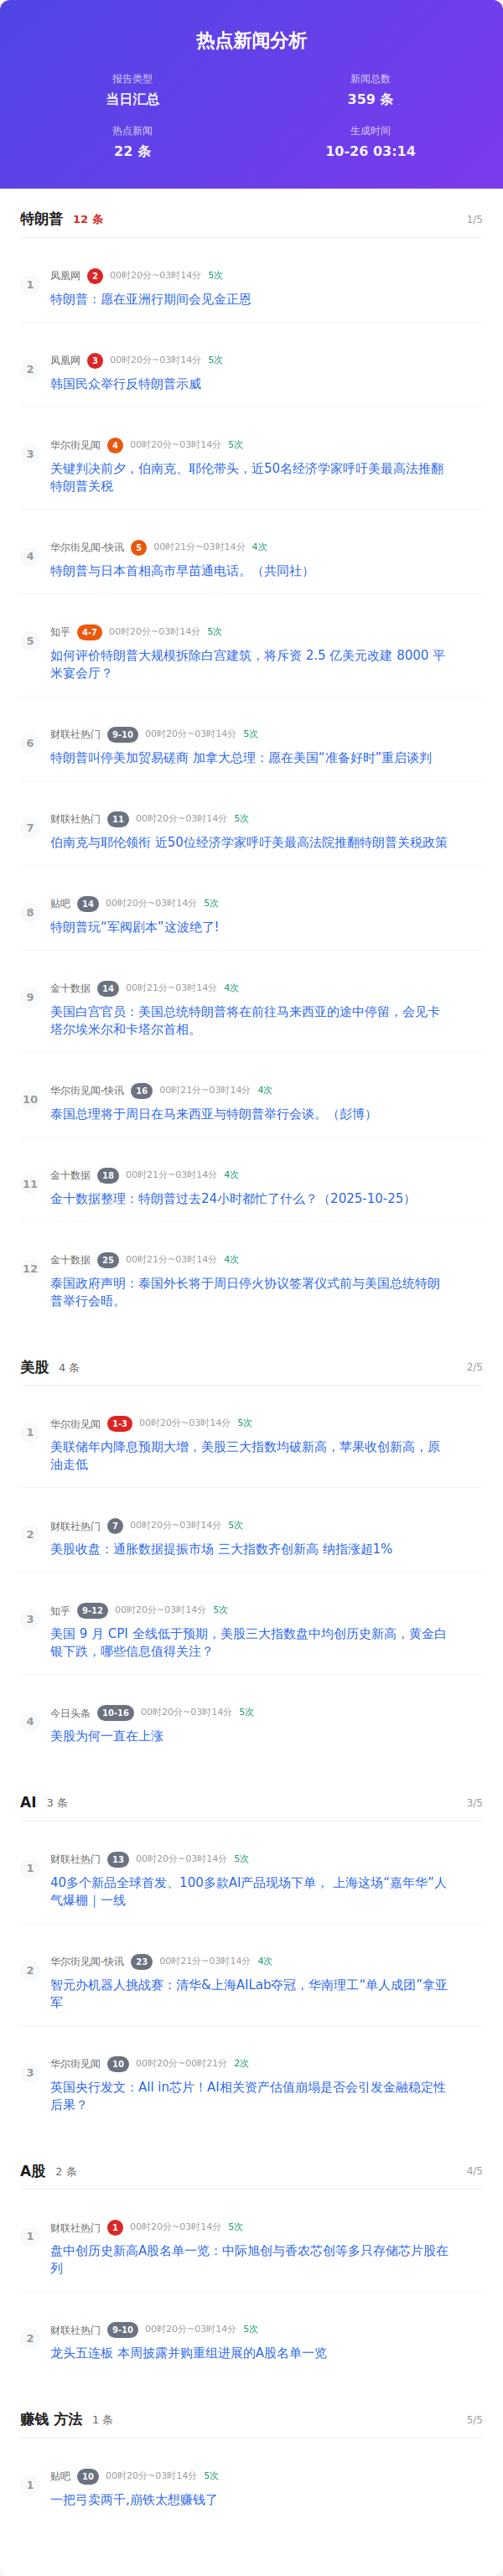 热点新闻分析
报告类型
当日汇总
新闻总数
359 条
热点新闻
22 条
生成时间
10-26 03:14
特朗普 12 条 1/5
1
凤凰网 2 00时20分~03时14分 5次
特朗普：愿在亚洲行期间会见金正恩
2
凤凰网 3 00时20分~03时14分 5次
韩国民众举行反特朗普示威
3
华尔街见闻 4 00时20分~03时14分 5次
关键判决前夕，伯南克、耶伦带头，近50名经济学家呼吁美最高法推翻
特朗普关税
4
华尔街见闻-快讯 5 00时21分~03时14分 4次
特朗普与日本首相高市早苗通电话。（共同社）
5
知乎 4-7 00时20分~03时14分 5次
如何评价特朗普大规模拆除白宫建筑，将斥资 2.5 亿美元改建 8000 平
米宴会厅？
6
财联社热门 9-10 00时20分~03时14分 5次
特朗普叫停美加贸易磋商 加拿大总理：愿在美国“准备好时”重启谈判
7
财联社热门 11 00时20分~03时14分 5次
伯南克与耶伦领衔 近50位经济学家呼吁美国最高法院推翻特朗普关税政策
8
贴吧 14 00时20分~03时14分 5次
特朗普玩“军阀剧本”这波绝了!
9
金十数据 14 00时21分~03时14分 4次
美国白宫官员：美国总统特朗普将在前往马来西亚的途中停留，会见卡
塔尔埃米尔和卡塔尔首相。
10
华尔街见闻-快讯 16 00时21分~03时14分 4次
泰国总理将于周日在马来西亚与特朗普举行会谈。（彭博）
11
金十数据 18 00时21分~03时14分 4次
金十数据整理：特朗普过去24小时都忙了什么？（2025-10-25）
12
金十数据 25 00时21分~03时14分 4次
泰国政府声明：泰国外长将于周日停火协议签署仪式前与美国总统特朗
普举行会晤。
美股 4 条 2/5
1
华尔街见闻 1-3 00时20分~03时14分 5次
美联储年内降息预期大增，美股三大指数均破新高，苹果收创新高，原
油走低
2
财联社热门 7 00时20分~03时14分 5次
美股收盘：通胀数据提振市场 三大指数齐创新高 纳指涨超1%
3
知乎 9-12 00时20分~03时14分 5次
美国 9 月 CPI 全线低于预期，美股三大指数盘中均创历史新高，黄金白
银下跌，哪些信息值得关注？
4
今日头条 10-16 00时20分~03时14分 5次
美股为何一直在上涨
AI 3 条 3/5
1
财联社热门 13 00时20分~03时14分 5次
40多个新品全球首发、100多款AI产品现场下单， 上海这场“嘉年华”人
气爆棚｜一线
2
华尔街见闻-快讯 23 00时21分~03时14分 4次
智元办机器人挑战赛：清华&上海AILab夺冠，华南理工“单人成团”拿亚
军
3
华尔街见闻 10 00时20分~00时21分 2次
英国央行发文：All in芯片！AI相关资产估值崩塌是否会引发金融稳定性
后果？
A股 2 条 4/5
1
财联社热门 1 00时20分~03时14分 5次
盘中创历史新高A股名单一览：中际旭创与香农芯创等多只存储芯片股在
列
2
财联社热门 9-10 00时20分~03时14分 5次
龙头五连板 本周披露并购重组进展的A股名单一览
赚钱 方法 1 条 5/5
1
贴吧 10 00时20分~03时14分 5次
一把弓卖两千,崩铁太想赚钱了